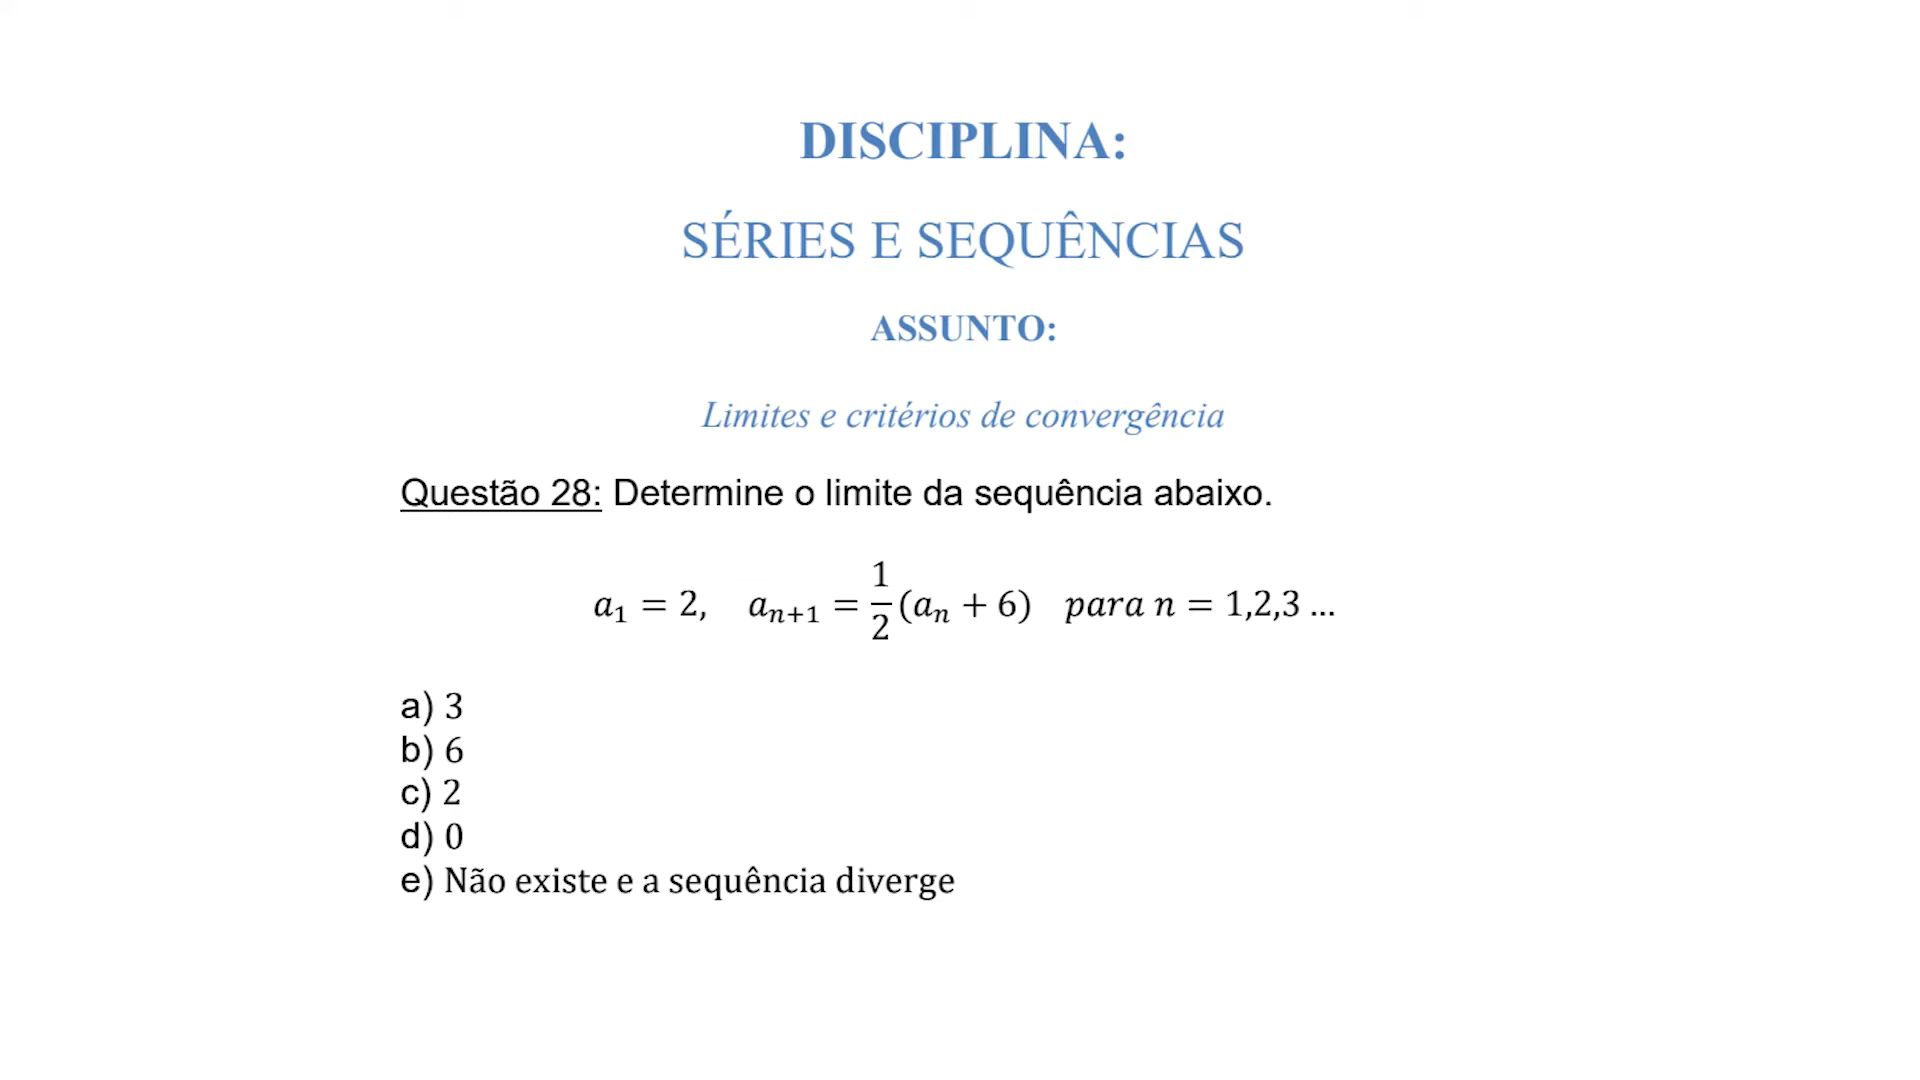 DISCIPLINA:
SÉRIES E SEQUÊNCIAS
ASSUNTO:
Limites e critérios de convergência
Questão 28: Determine o limite da sequência abaixo.
a₁ = 2, aₙ₊₁ = 1/2 (aₙ + 6) para n = 1,2,3 ...
a) 3
b) 6
c) 2
d) 0
e) Não existe e a sequência diverge